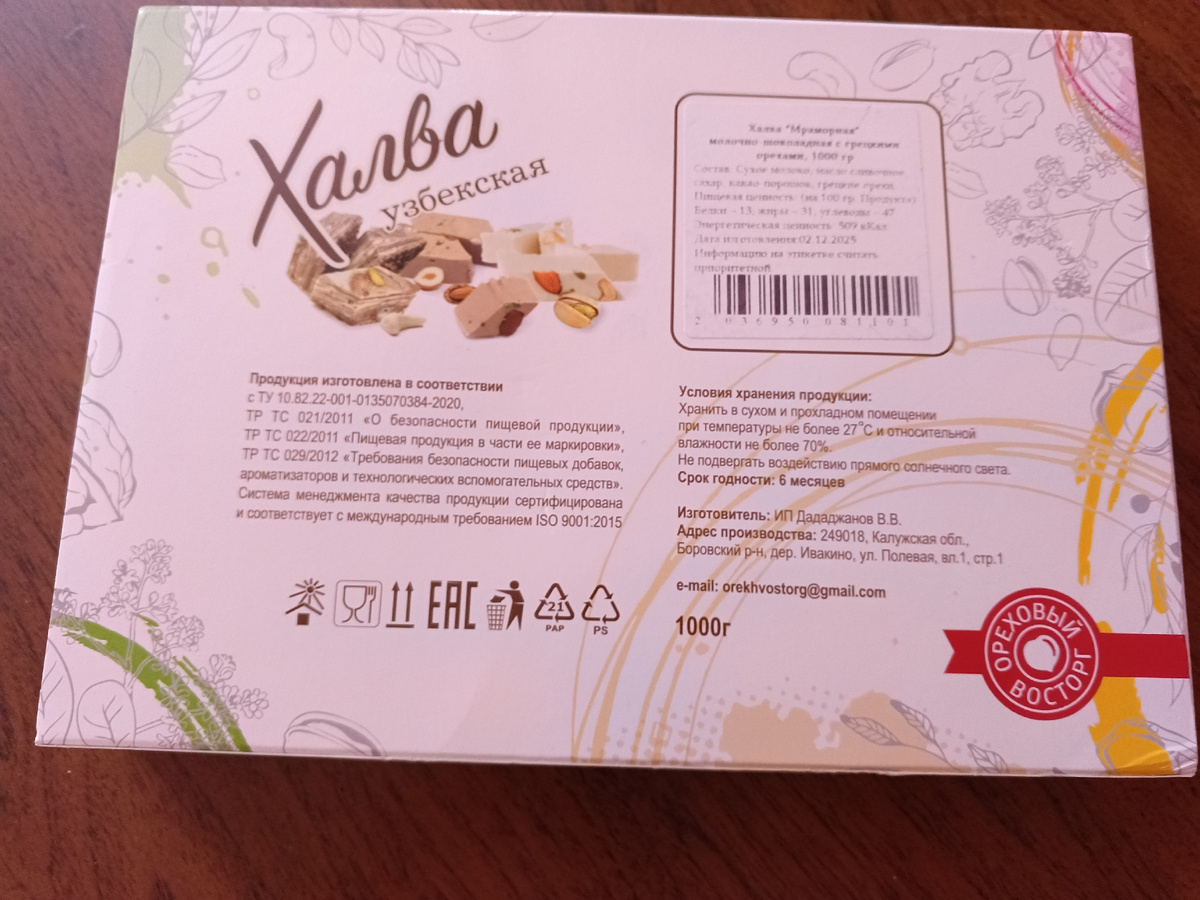 Халва
узбекская
Халва "Мраморная"
молочно-шоколадная с грецкими
орехами, 1000 гр
Состав: Сухое молоко, масло сливочное
сахар, какао порошок, грецкие орехи.
Пищевая ценность: (на 100 гр. Продукта)
Белки – 13, жиры – 31, углеводы – 47
Энергетическая ценность: 509 кКал
Дата изготовления:02.12.2025
Информацию на этикетке считать
приоритетной
2 036950 081101
Продукция изготовлена в соответствии
с ТУ 10.82.22-001-0135070384-2020,
ТР ТС 021/2011 «О безопасности пищевой продукции»,
ТР ТС 022/2011 «Пищевая продукция в части ее маркировки»,
ТР ТС 029/2012 «Требования безопасности пищевых добавок,
ароматизаторов и технологических вспомогательных средств».
Система менеджмента качества продукции сертифицирована
и соответствует с международным требованием ISO 9001:2015
Условия хранения продукции:
Хранить в сухом и прохладном помещении
при температуры не более 27°С и относительной
влажности не более 70%.
Не подвергать воздействию прямого солнечного света.
Срок годности: 6 месяцев
Изготовитель: ИП Дададжанов В.В.
Адрес производства: 249018, Калужская обл.,
Боровский р-н, дер. Ивакино, ул. Полевая, вл.1, стр.1
e-mail: orekhvostorg@gmail.com
1000г
EAC
21
PAP
PS
ОРЕХОВЫЙ
ВОСТОРГ